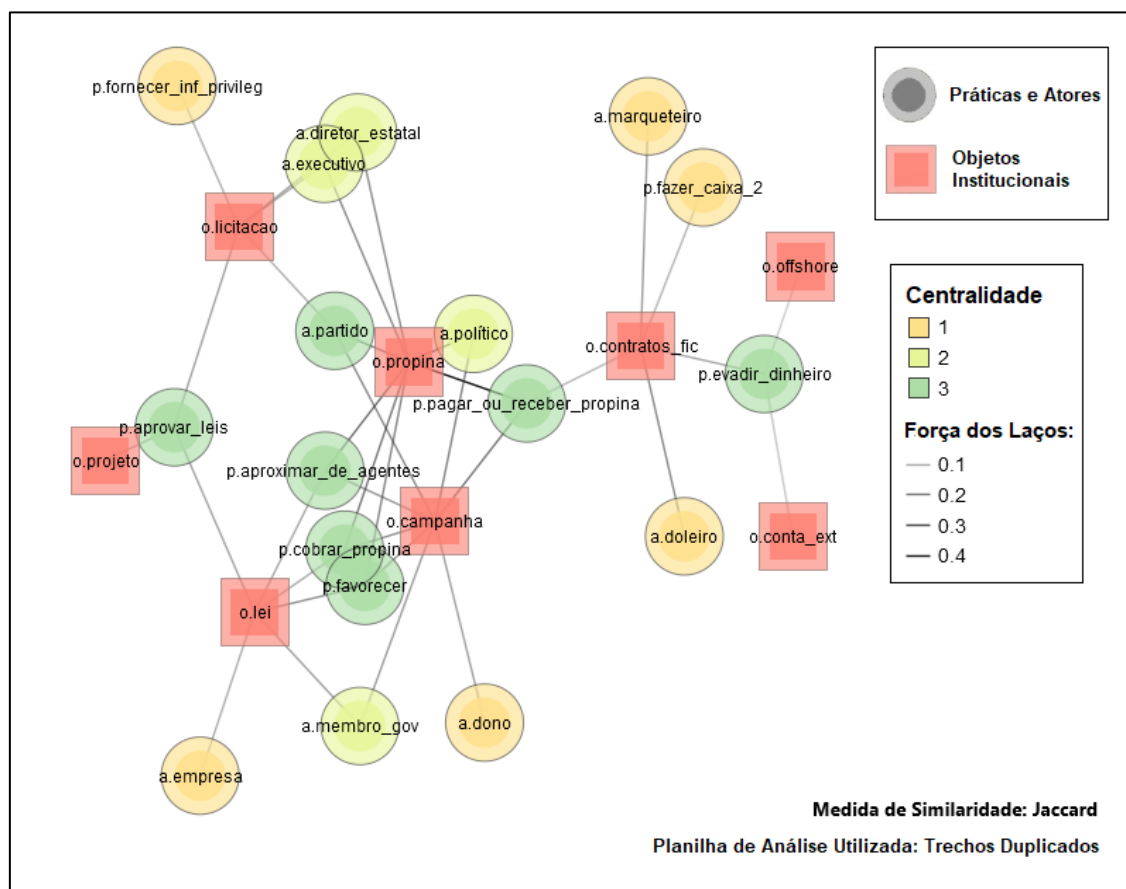 p.fornecer_inf_privileg
a.diretor_estatal
a.executivo
o.licitacao
a.marqueteiro
p.fazer_caixa_2
o.offshore
a.partido
o.propina
a.político
o.contratos_fic
p.evadir_dinheiro
p.pagar_ou_receber_propina
p.aprovar_leis
o.projeto
p.aproximar_de_agentes
o.campanha
a.doleiro
o.conta_ext
p.cobrar_propina
p.favorecer
o.lei
a.membro_gov
a.dono
a.empresa
Práticas e Atores
Objetos
Institucionais
Centralidade
1
2
3
Força dos Laços:
0.1
0.2
0.3
0.4
Medida de Similaridade: Jaccard
Planilha de Análise Utilizada: Trechos Duplicados